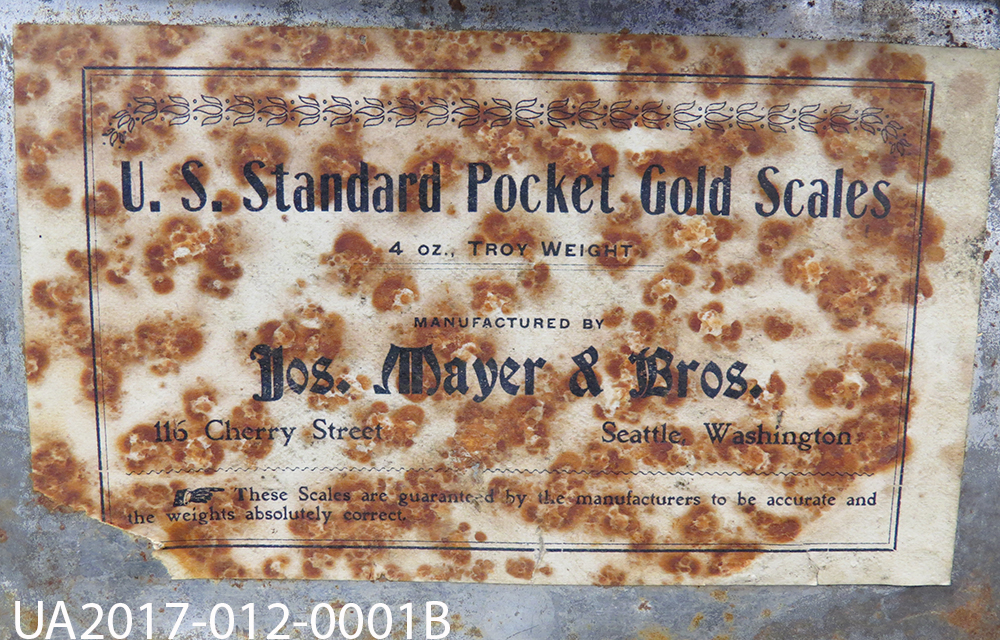 U. S. Standard Pocket Gold Scales
4 oz., Troy Weight
MANUFACTURED BY
Jos. Mayer & Bros.
116 Cherry Street Seattle, Washington
These Scales are guaranteed by the manufacturers to be accurate and
the weights absolutely correct.
UA2017-012-0001B